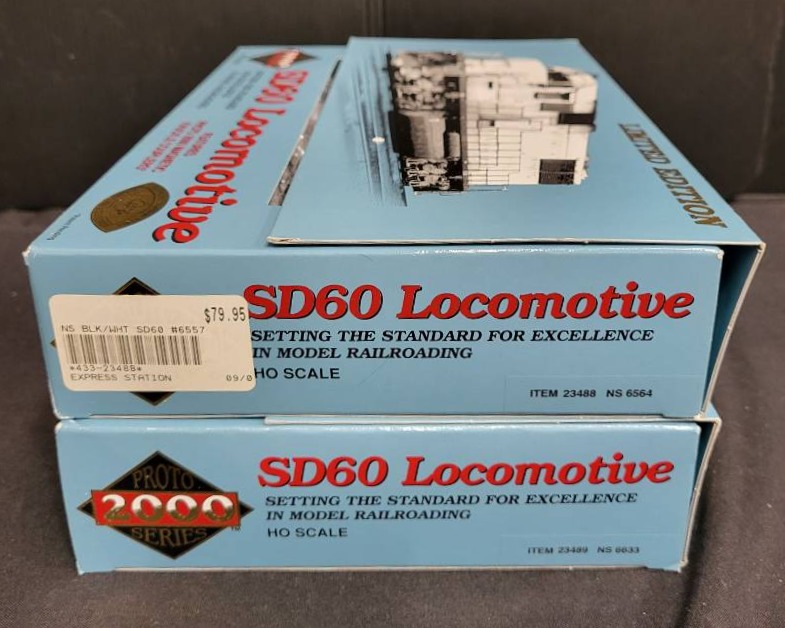 SD60 Locomotive
LIMITED EDITION
$79.95
NS BLK/WHT SD60 #6557
*433-23488*
EXPRESS STATION
09/0
SD60 Locomotive
SETTING THE STANDARD FOR EXCELLENCE
IN MODEL RAILROADING
HO SCALE
ITEM 23488 NS 6564
PROTO
2000
SERIES
SD60 Locomotive
SETTING THE STANDARD FOR EXCELLENCE
IN MODEL RAILROADING
HO SCALE
ITEM 23489 NS 6633